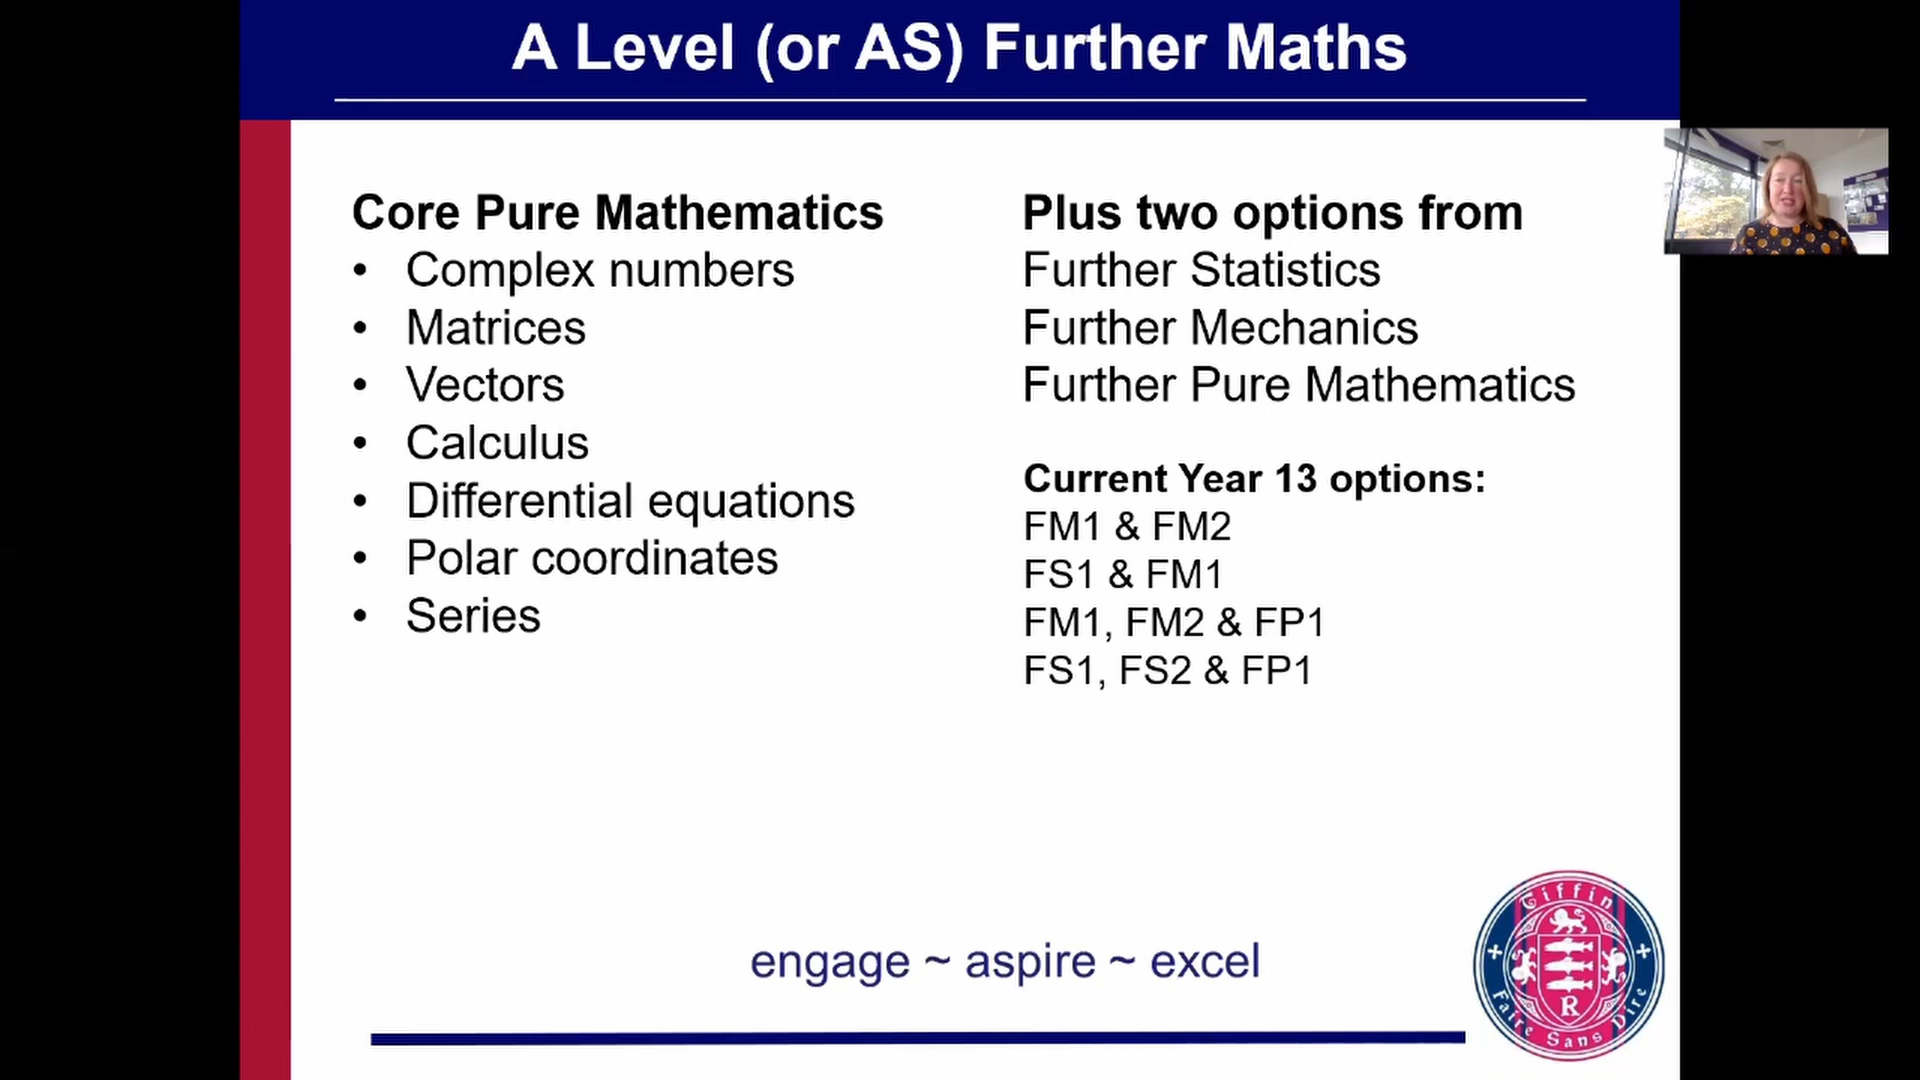 A Level (or AS) Further Maths
Core Pure Mathematics
• Complex numbers
• Matrices
• Vectors
• Calculus
• Differential equations
• Polar coordinates
• Series
Plus two options from
Further Statistics
Further Mechanics
Further Pure Mathematics
Current Year 13 options:
FM1 & FM2
FS1 & FM1
FM1, FM2 & FP1
FS1, FS2 & FP1
engage ~ aspire ~ excel
Tiffin
R
Faire Sans Dire